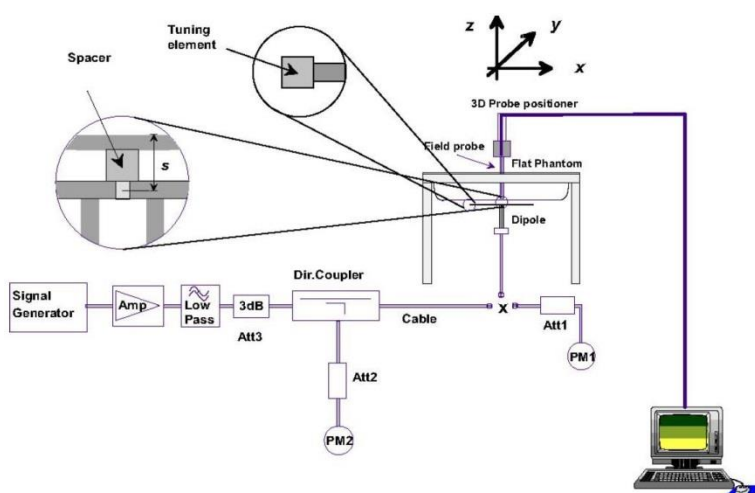 Tuning
element
Spacer
s
z
y
x
3D Probe positioner
Field probe
Flat Phantom
Dipole
Dir.Coupler
Signal
Generator
Amp
Low
Pass
3dB
Att3
Cable
x
Att1
PM1
Att2
PM2